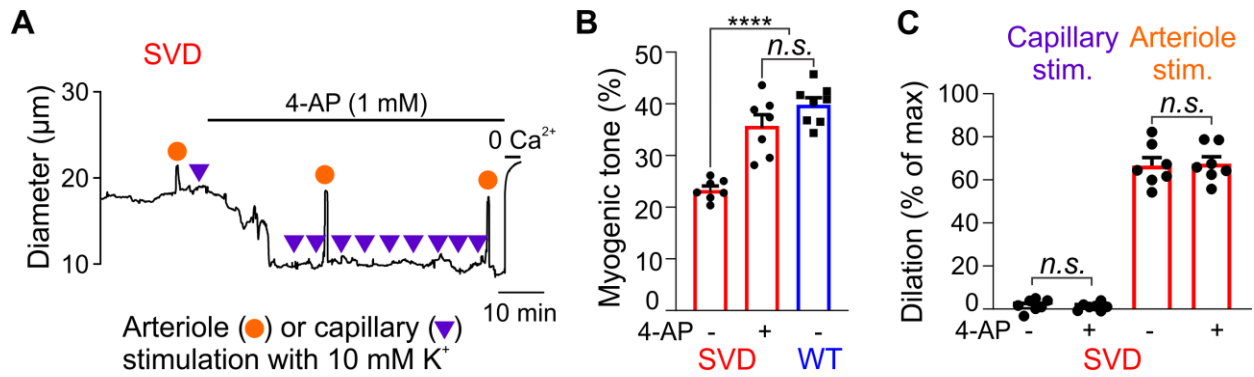 A
SVD
Diameter (µm)
30
20
10
4-AP (1 mM)
0 Ca²⁺
10 min
Arteriole (●) or capillary (▼)
stimulation with 10 mM K⁺
B
Myogenic tone (%)
****
n.s.
50
40
30
20
10
0
4-AP - + -
SVD WT
C
Capillary stim.
Arteriole stim.
Dilation (% of max)
100
80
60
40
20
0
n.s.
n.s.
4-AP - + - +
SVD